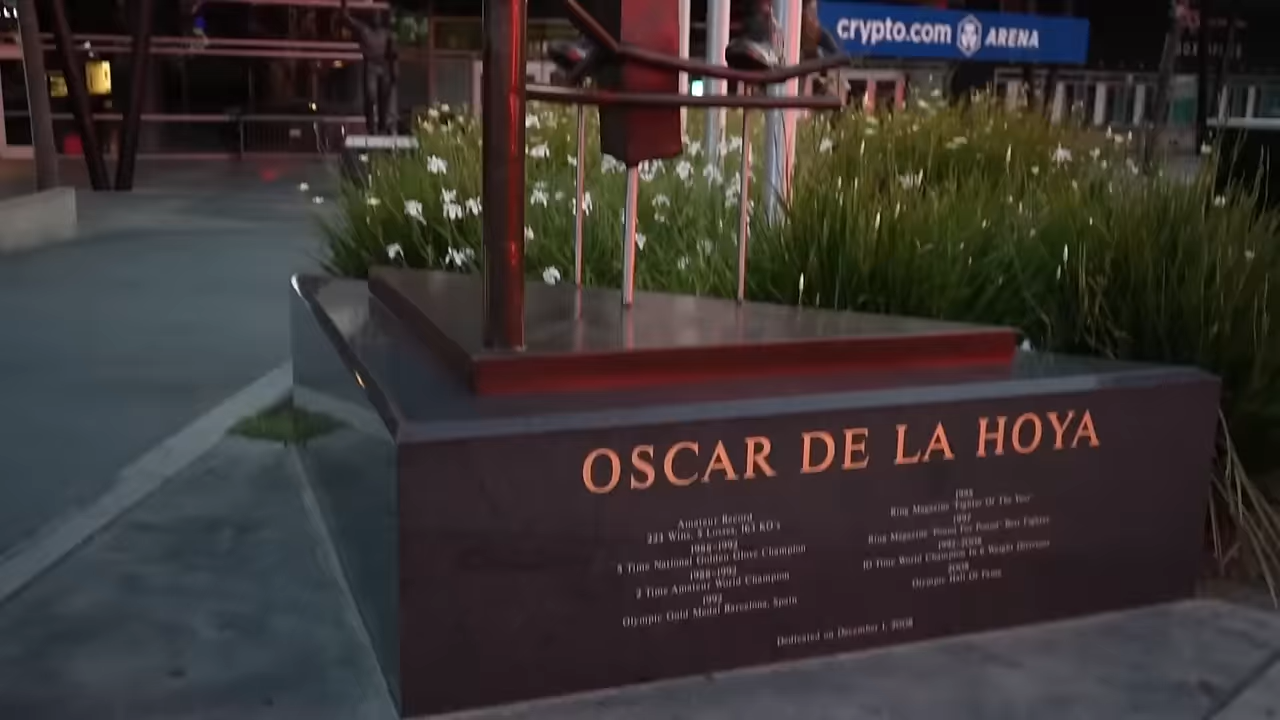 crypto.com ARENA
OSCAR DE LA HOYA
Amateur Record
223 Wins, 5 Losses, 163 KO's
1988-1992
5 Time National Golden Glove Champion
1988-1992
2 Time Amateur World Champion
1992
Olympic Gold Medal Barcelona, Spain
1995
Ring Magazine "Fighter Of The Year"
1997
Ring Magazine "Pound For Pound" Best Fighter
1992-2008
10 Time World Champion In 6 Weight Divisions
2008
Olympic Hall Of Fame
Dedicated on December 1, 2008